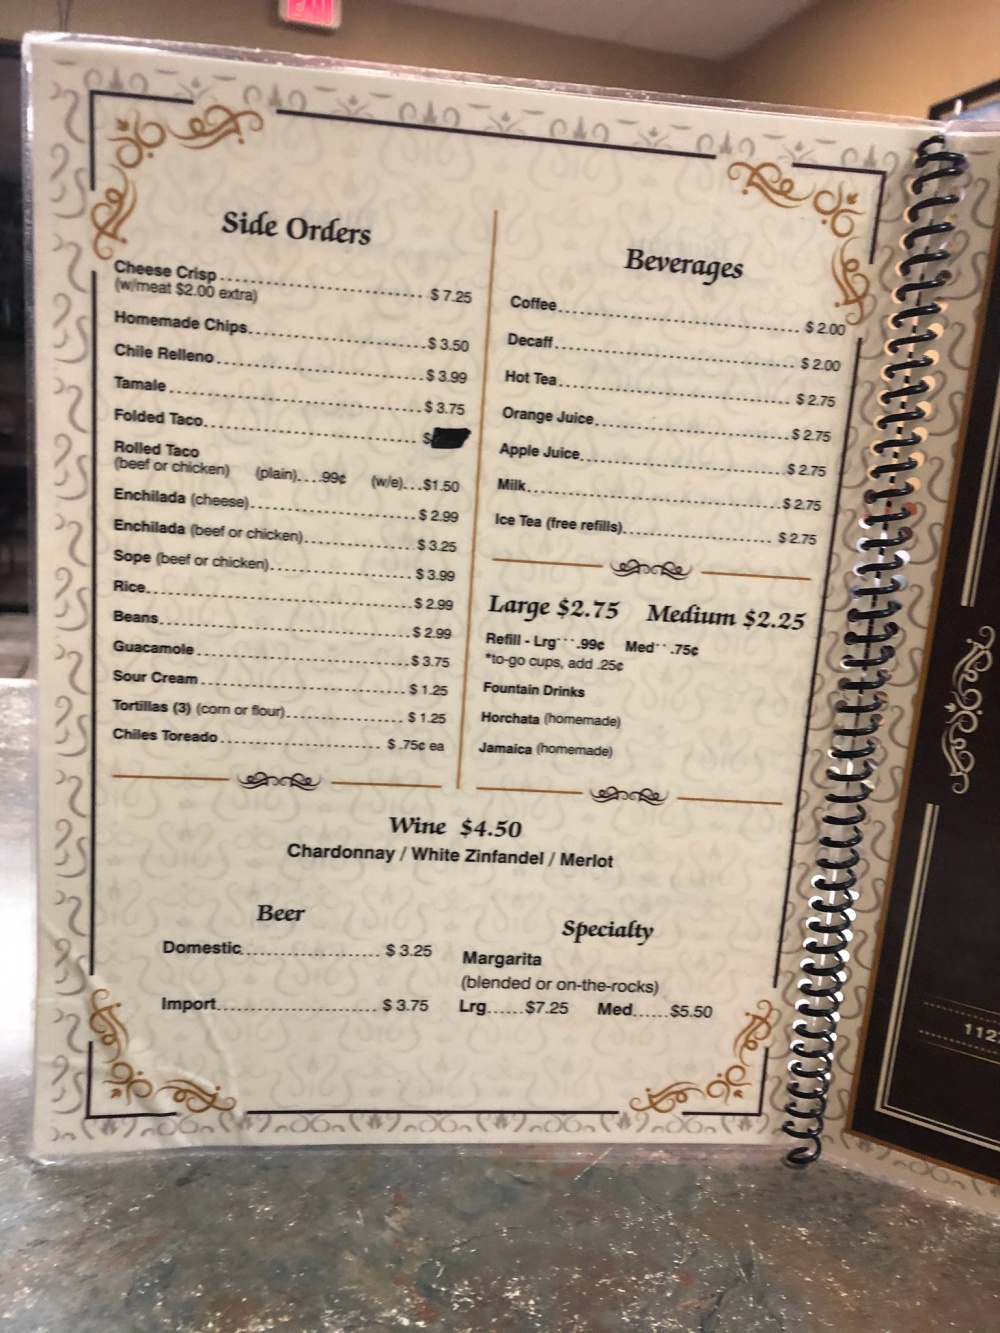 Side Orders
Cheese Crisp........................................ $ 7.25
(w/meat $2.00 extra)
Homemade Chips................................... $ 3.50
Chile Relleno........................................ $ 3.99
Tamale.................................................. $ 3.75
Folded Taco........................................... $
Rolled Taco
(beef or chicken) (plain)....99¢ (w/e)...$1.50
Enchilada (cheese)................................. $ 2.99
Enchilada (beef or chicken).................... $ 3.25
Sope (beef or chicken)........................... $ 3.99
Rice...................................................... $ 2.99
Beans................................................... $ 2.99
Guacamole........................................... $ 3.75
Sour Cream.......................................... $ 1.25
Tortillas (3) (corn or flour)....................... $ 1.25
Chiles Toreado................................. $ .75¢ ea
Beverages
Coffee.................................................. $ 2.00
Decaff................................................... $ 2.00
Hot Tea................................................. $ 2.75
Orange Juice......................................... $ 2.75
Apple Juice........................................... $ 2.75
Milk...................................................... $ 2.75
Ice Tea (free refills)................................ $ 2.75
Large $2.75 Medium $2.25
Refill - Lrg....99¢ Med...75¢
*to-go cups, add .25¢
Fountain Drinks
Horchata (homemade)
Jamaica (homemade)
Wine $4.50
Chardonnay / White Zinfandel / Merlot
Beer
Domestic............................ $ 3.25
Import................................. $ 3.75
Specialty
Margarita
(blended or on-the-rocks)
Lrg......$7.25 Med......$5.50